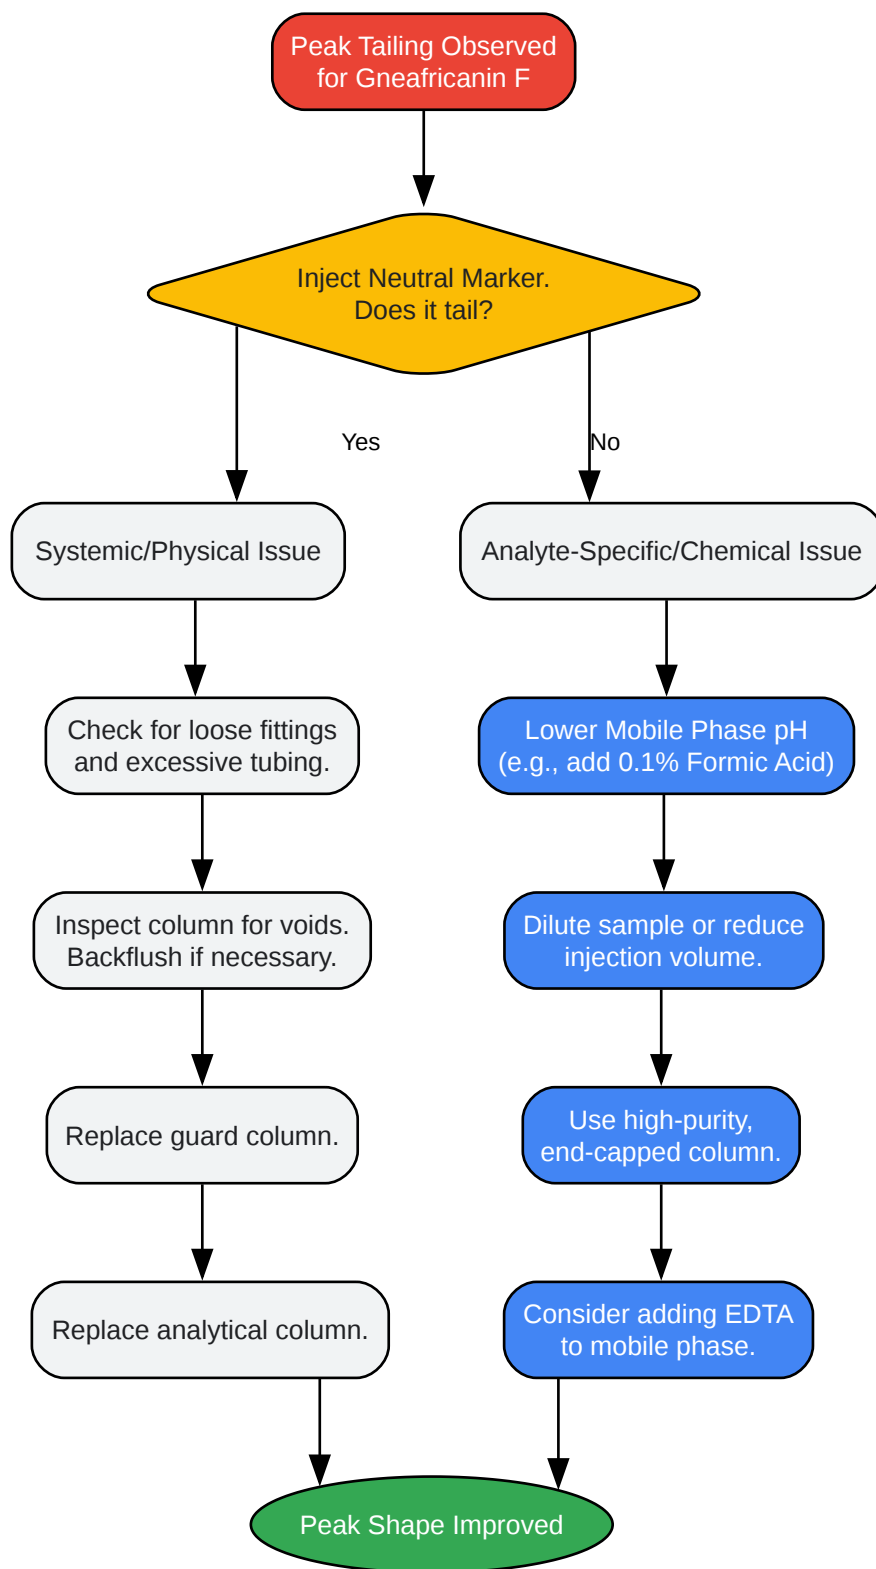 Peak Tailing Observed
for Gneafricanin F
Inject Neutral Marker.
Does it tail?
Yes
No
Systemic/Physical Issue
Analyte-Specific/Chemical Issue
Check for loose fittings
and excessive tubing.
Lower Mobile Phase pH
(e.g., add 0.1% Formic Acid)
Inspect column for voids.
Backflush if necessary.
Dilute sample or reduce
injection volume.
Replace guard column.
Use high-purity,
end-capped column.
Replace analytical column.
Consider adding EDTA
to mobile phase.
Peak Shape Improved